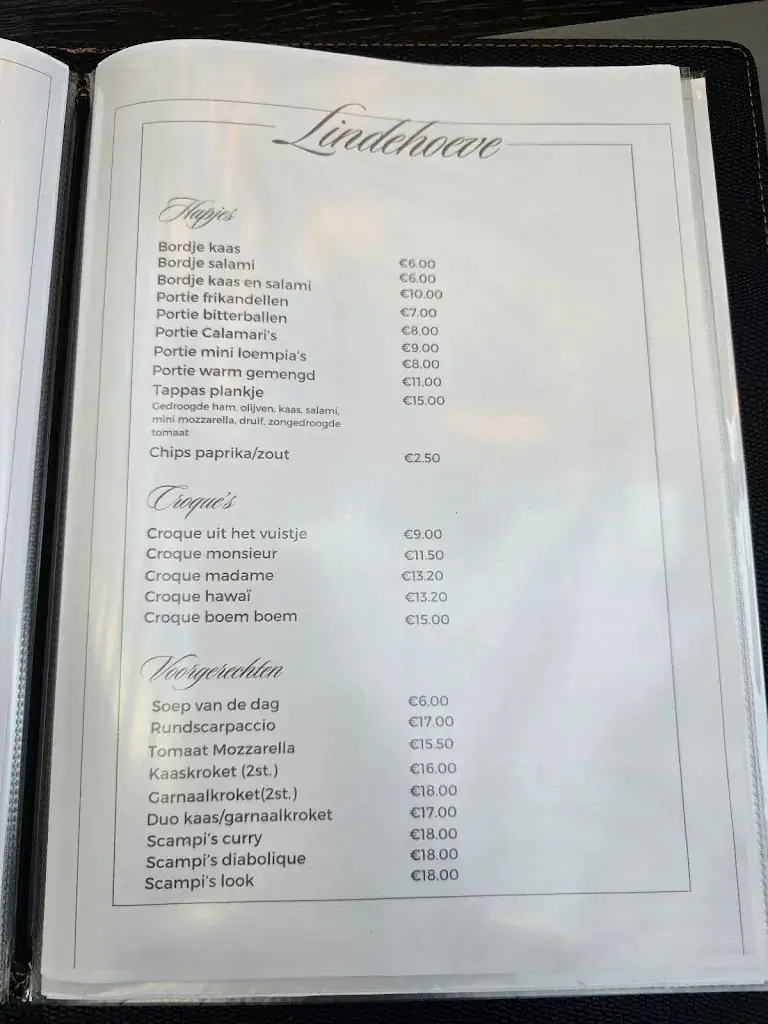 Lindehoeve
Hapjes
Bordje kaas €6.00
Bordje salami €6.00
Bordje kaas en salami €10.00
Portie frikandellen €7.00
Portie bitterballen €8.00
Portie Calamari's €9.00
Portie mini loempia's €8.00
Portie warm gemengd €11.00
Tappas plankje €15.00
Gedroogde ham, olijven, kaas, salami,
mini mozzarella, druif, zongedroogde
tomaat
Chips paprika/zout €2.50
Croque's
Croque uit het vuistje €9.00
Croque monsieur €11.50
Croque madame €13.20
Croque hawaï €13.20
Croque boem boem €15.00
Voorgerechten
Soep van de dag €6.00
Rundscarpaccio €17.00
Tomaat Mozzarella €15.50
Kaaskroket (2st.) €16.00
Garnaalkroket(2st.) €18.00
Duo kaas/garnaalkroket €17.00
Scampi's curry €18.00
Scampi's diabolique €18.00
Scampi's look €18.00